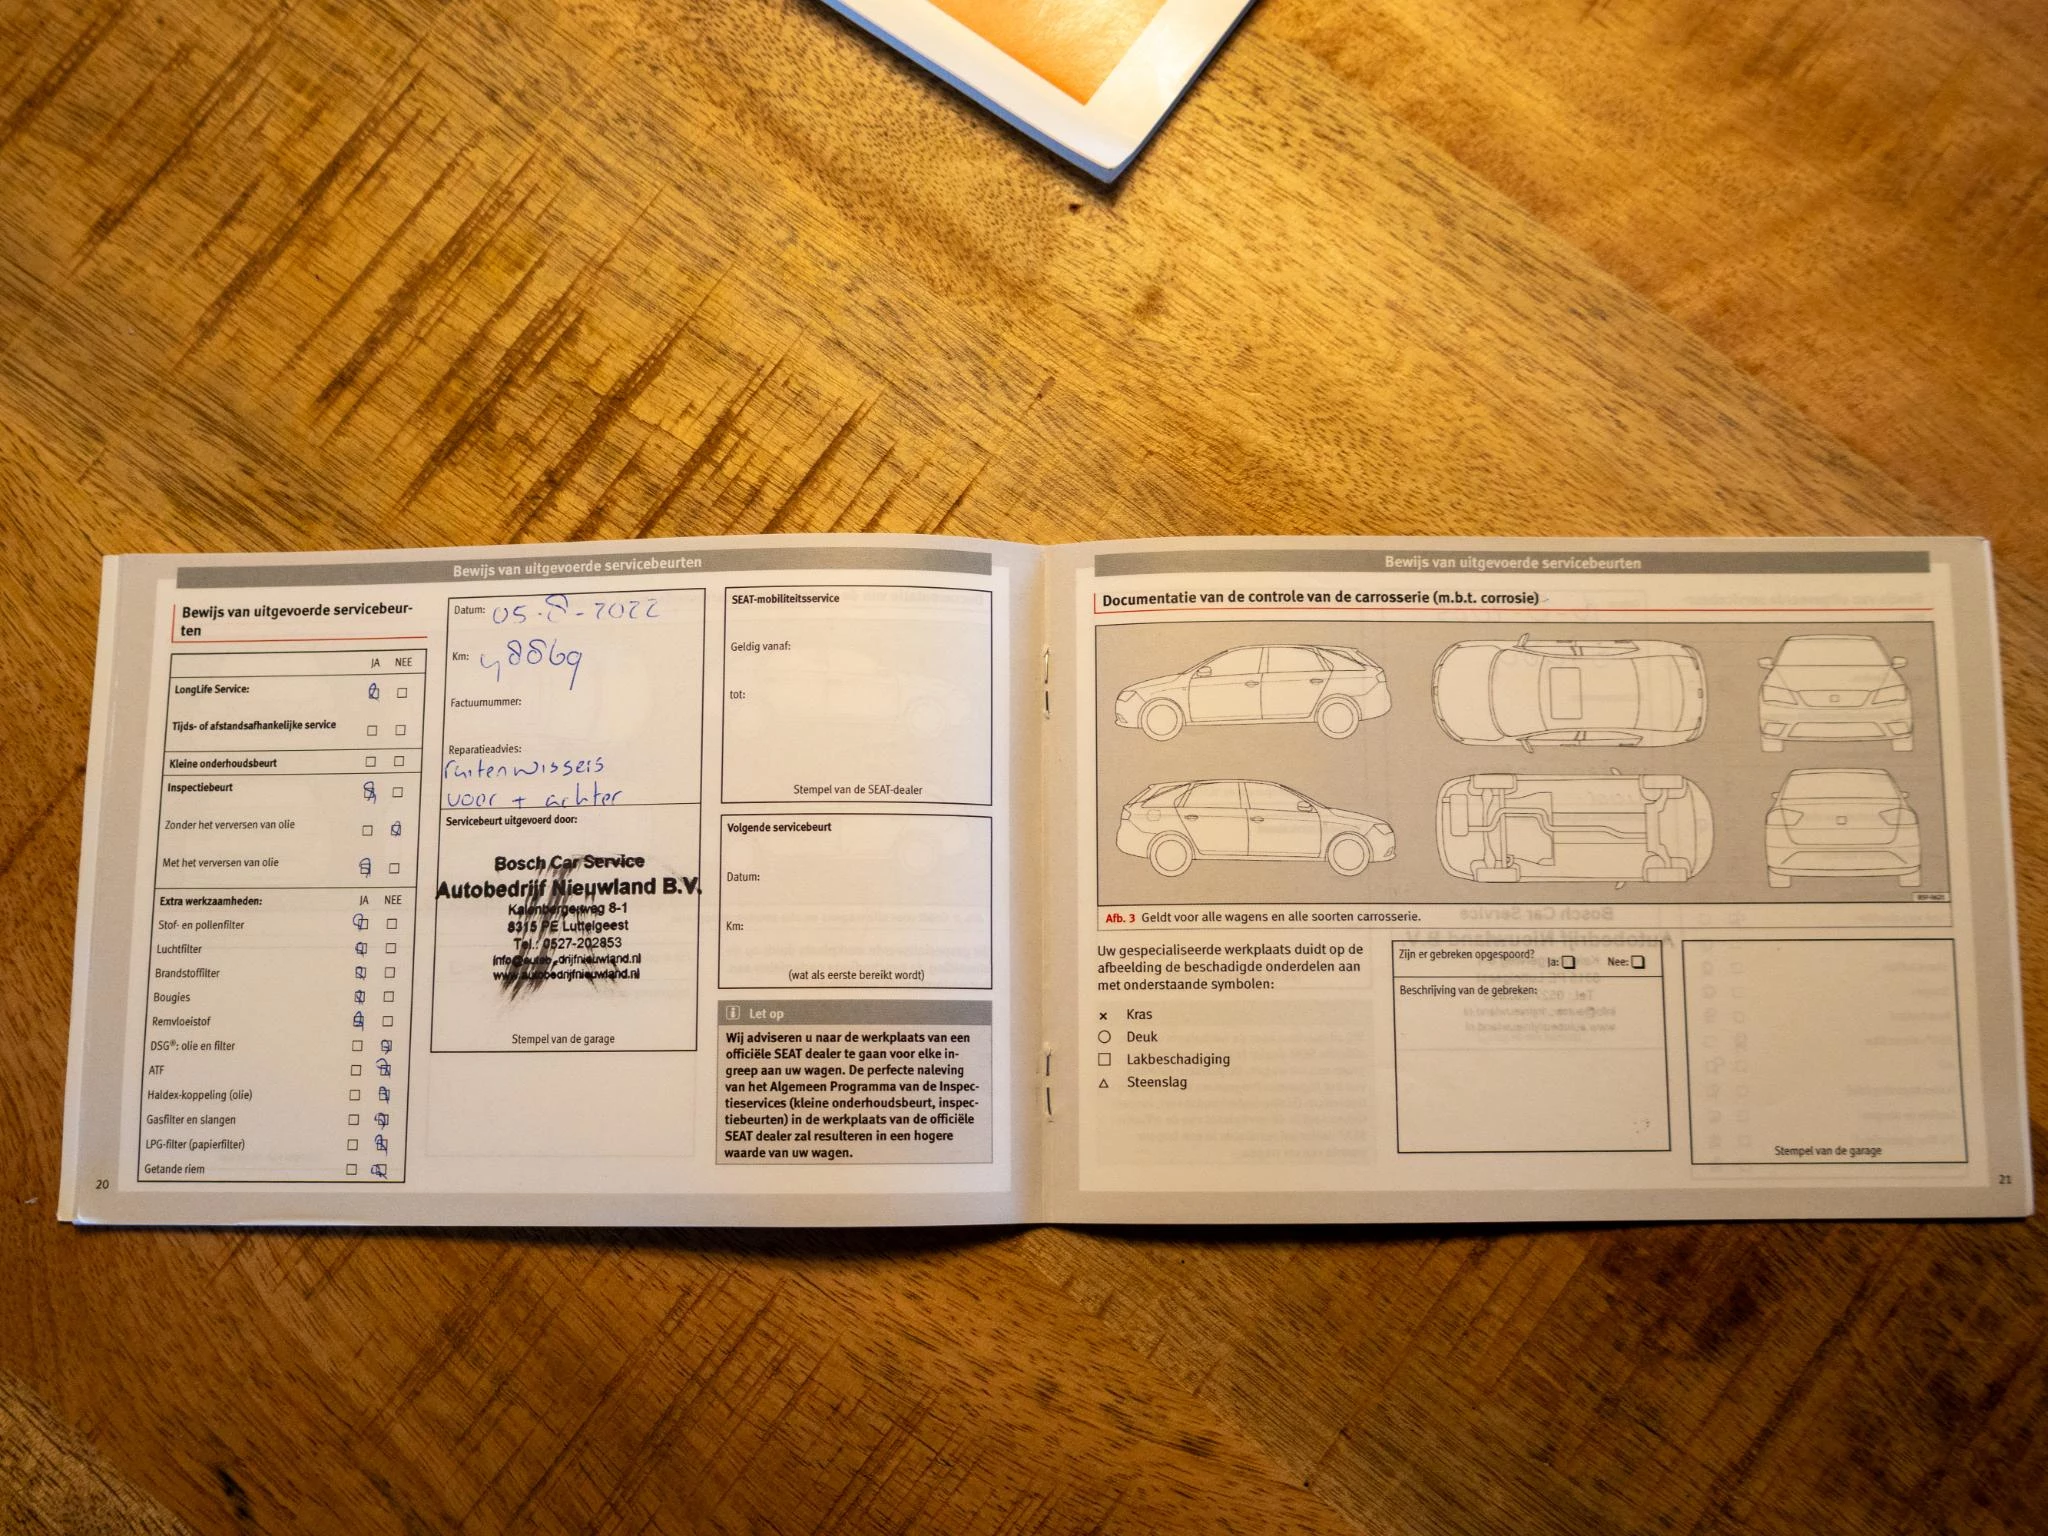 Bewijs van uitgevoerde servicebeurten
Bewijs van uitgevoerde servicebeur-
ten
JA NEE
LongLife Service:
Tijds- of afstandsafhankelijke service
Kleine onderhoudsbeurt
Inspectiebeurt
Zonder het verversen van olie
Met het verversen van olie
Extra werkzaamheden: JA NEE
Stof- en pollenfilter
Luchtfilter
Brandstoffilter
Bougies
Remvloeistof
DSG®: olie en filter
ATF
Haldex-koppeling (olie)
Gasfilter en slangen
LPG-filter (papierfilter)
Getande riem
20
Datum: 05-8-2022
Km: 48869
Factuurnummer:
Reparatieadvies:
ruitenwissers
voor + achter
Servicebeurt uitgevoerd door:
Bosch Car Service
Autobedrijf Nieuwland B.V.
Kalenbergerweg 8-1
8315 PE Luttelgeest
Tel.: 0527-202853
info@autobedrijfnieuwland.nl
www.autobedrijfnieuwland.nl
Stempel van de garage
SEAT-mobiliteitsservice
Geldig vanaf:
tot:
Stempel van de SEAT-dealer
Volgende servicebeurt
Datum:
Km:
(wat als eerste bereikt wordt)
Let op
Wij adviseren u naar de werkplaats van een
officiële SEAT dealer te gaan voor elke in-
greep aan uw wagen. De perfecte naleving
van het Algemeen Programma van de Inspec-
tieservices (kleine onderhoudsbeurt, inspec-
tiebeurten) in de werkplaats van de officiële
SEAT dealer zal resulteren in een hogere
waarde van uw wagen.
Bewijs van uitgevoerde servicebeurten
Documentatie van de controle van de carrosserie (m.b.t. corrosie)
Afb. 3 Geldt voor alle wagens en alle soorten carrosserie.
Uw gespecialiseerde werkplaats duidt op de
afbeelding de beschadigde onderdelen aan
met onderstaande symbolen:
Kras
Deuk
Lakbeschadiging
Steenslag
Zijn er gebreken opgespoord? Ja: Nee:
Beschrijving van de gebreken:
Stempel van de garage
21